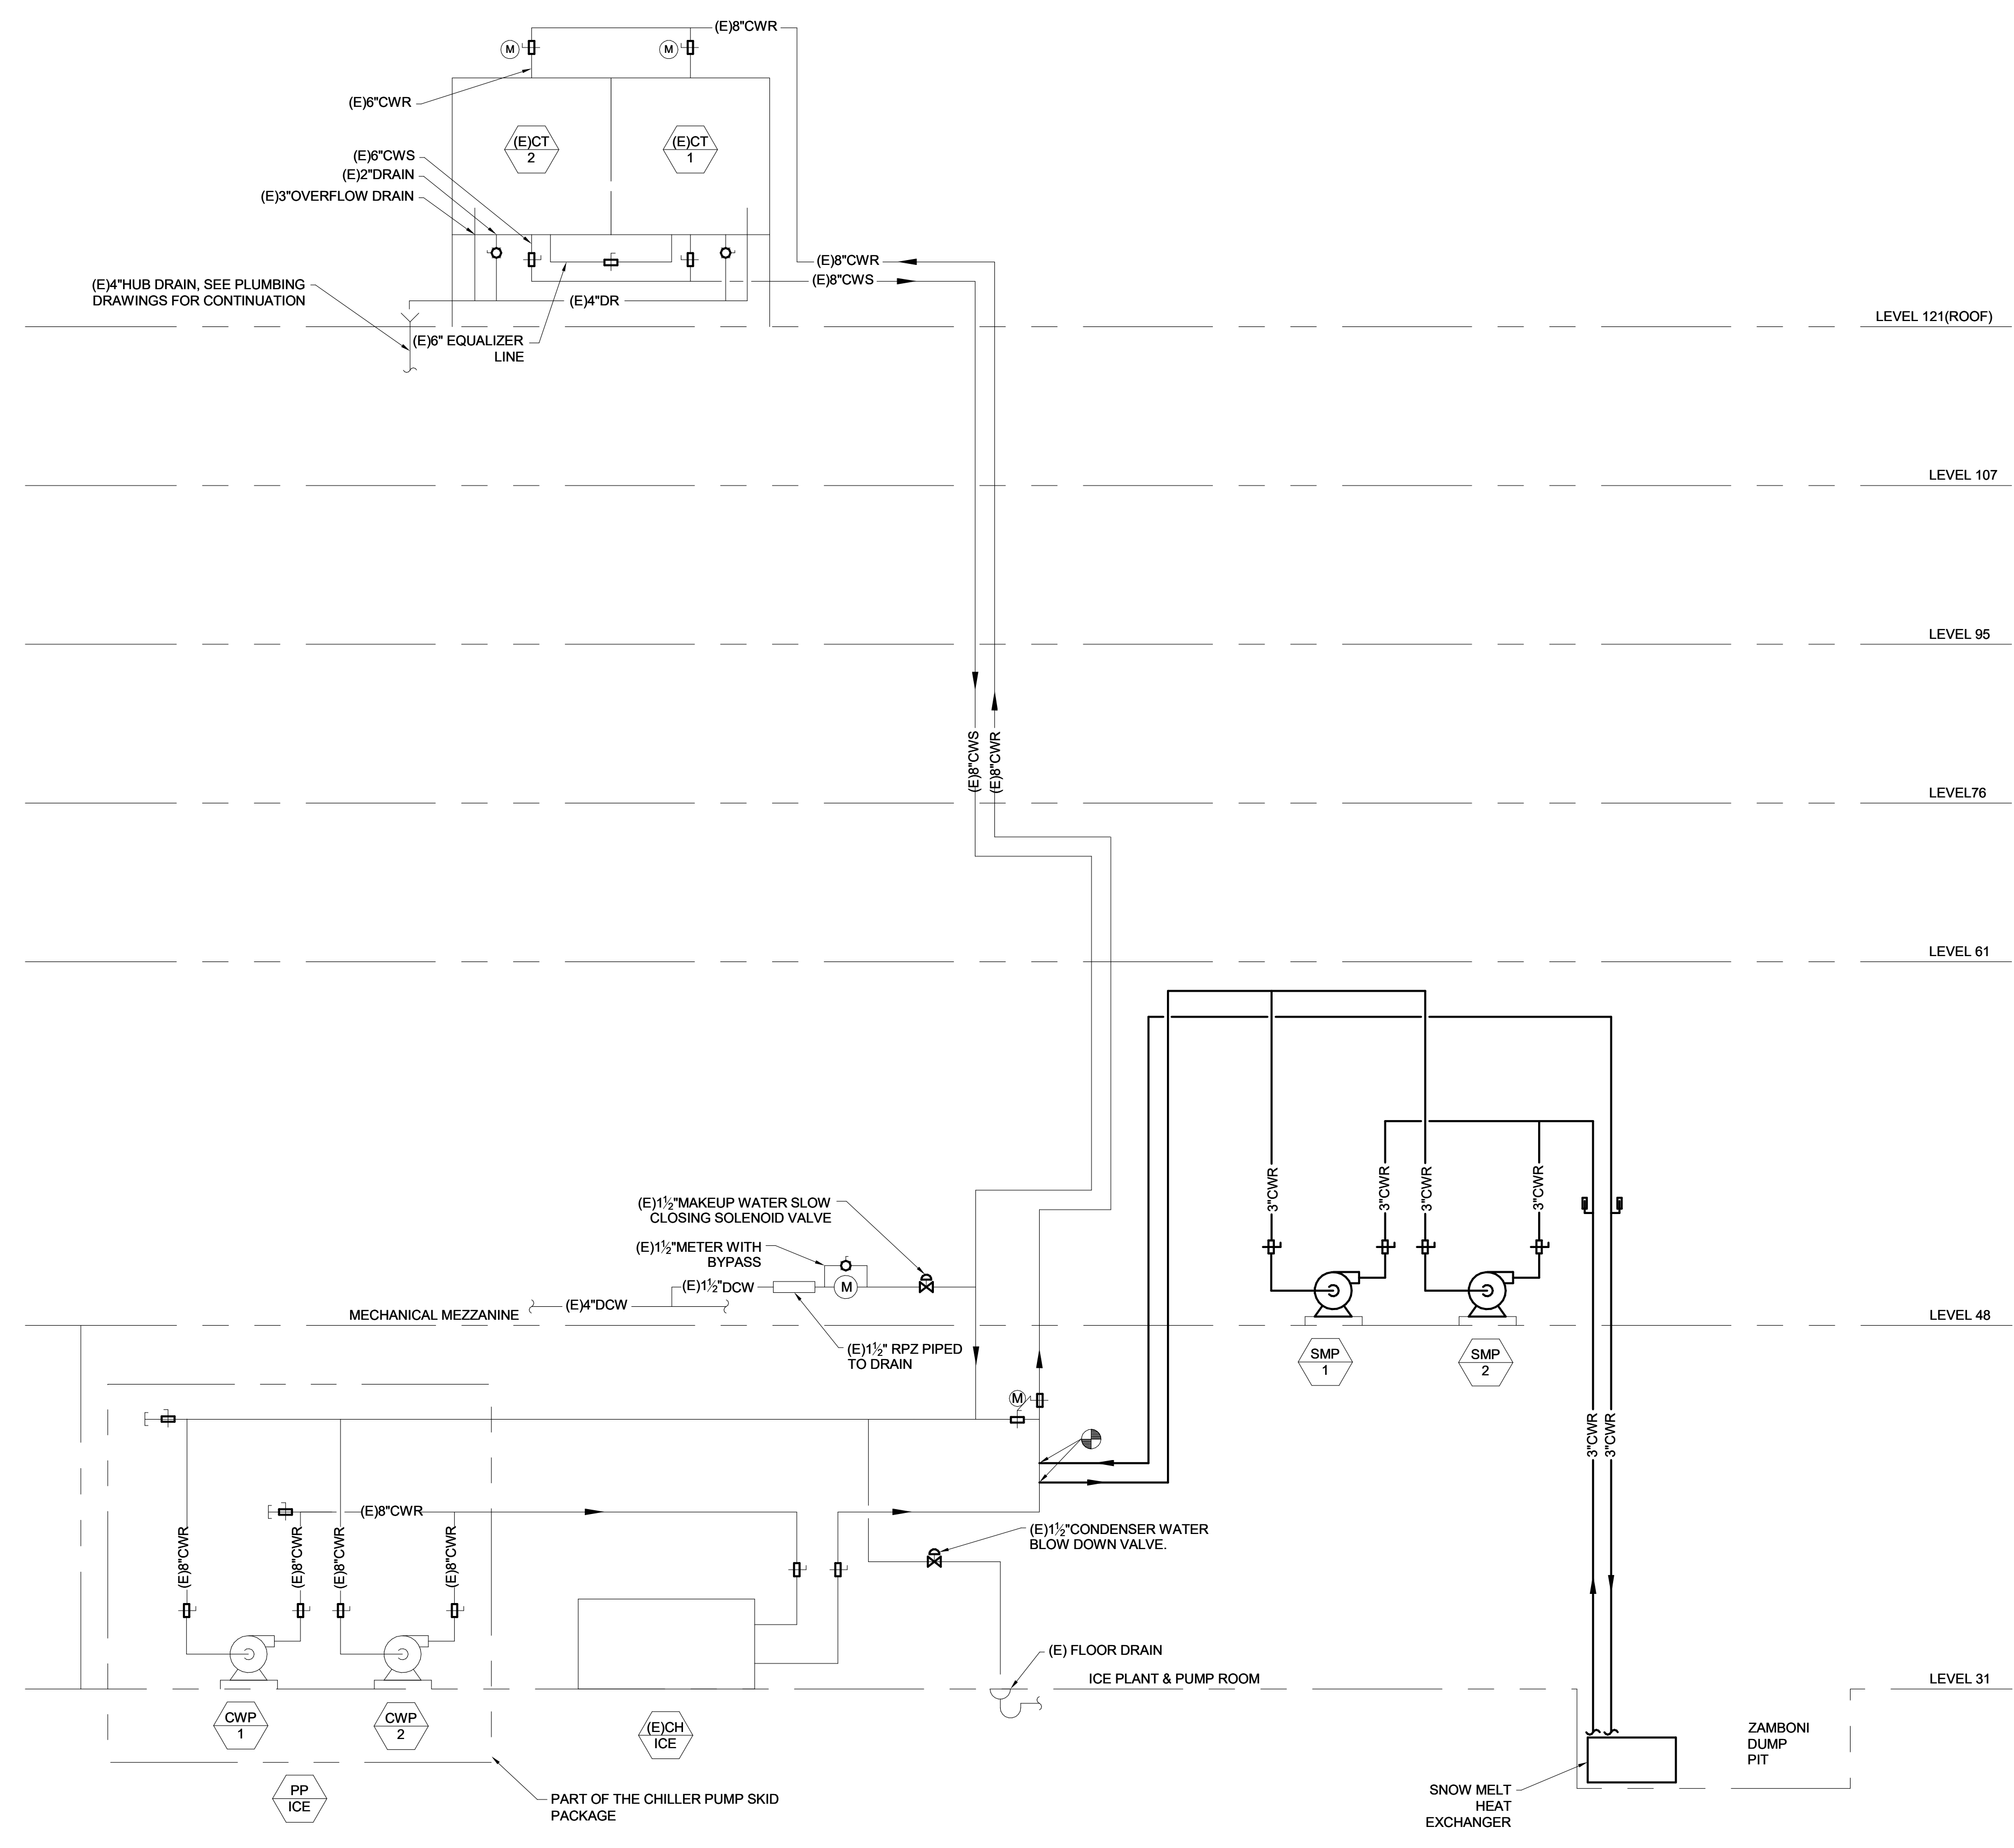 (E)8"CWR
M
M
(E)6"CWR
(E)CT
2
(E)CT
1
(E)6"CWS
(E)2"DRAIN
(E)3"OVERFLOW DRAIN
(E)8"CWR
(E)8"CWS
(E)4"HUB DRAIN, SEE PLUMBING
DRAWINGS FOR CONTINUATION
(E)4"DR
(E)6" EQUALIZER
LINE
LEVEL 121(ROOF)
LEVEL 107
LEVEL 95
(E)8"CWS
(E)8"CWR
LEVEL76
LEVEL 61
3"CWR
3"CWR
3"CWR
3"CWR
(E)1½"MAKEUP WATER SLOW
CLOSING SOLENOID VALVE
(E)1½"METER WITH
BYPASS
(E)1½"DCW
M
(E)4"DCW
MECHANICAL MEZZANINE
LEVEL 48
(E)1½" RPZ PIPED
TO DRAIN
SMP
1
SMP
2
M
3"CWR
3"CWR
(E)8"CWR
(E)8"CWR
(E)8"CWR
(E)8"CWR
(E)8"CWR
(E)1½"CONDENSER WATER
BLOW DOWN VALVE.
(E) FLOOR DRAIN
ICE PLANT & PUMP ROOM
LEVEL 31
CWP
1
CWP
2
(E)CH
ICE
ZAMBONI
DUMP
PIT
PP
ICE
PART OF THE CHILLER PUMP SKID
PACKAGE
SNOW MELT
HEAT
EXCHANGER